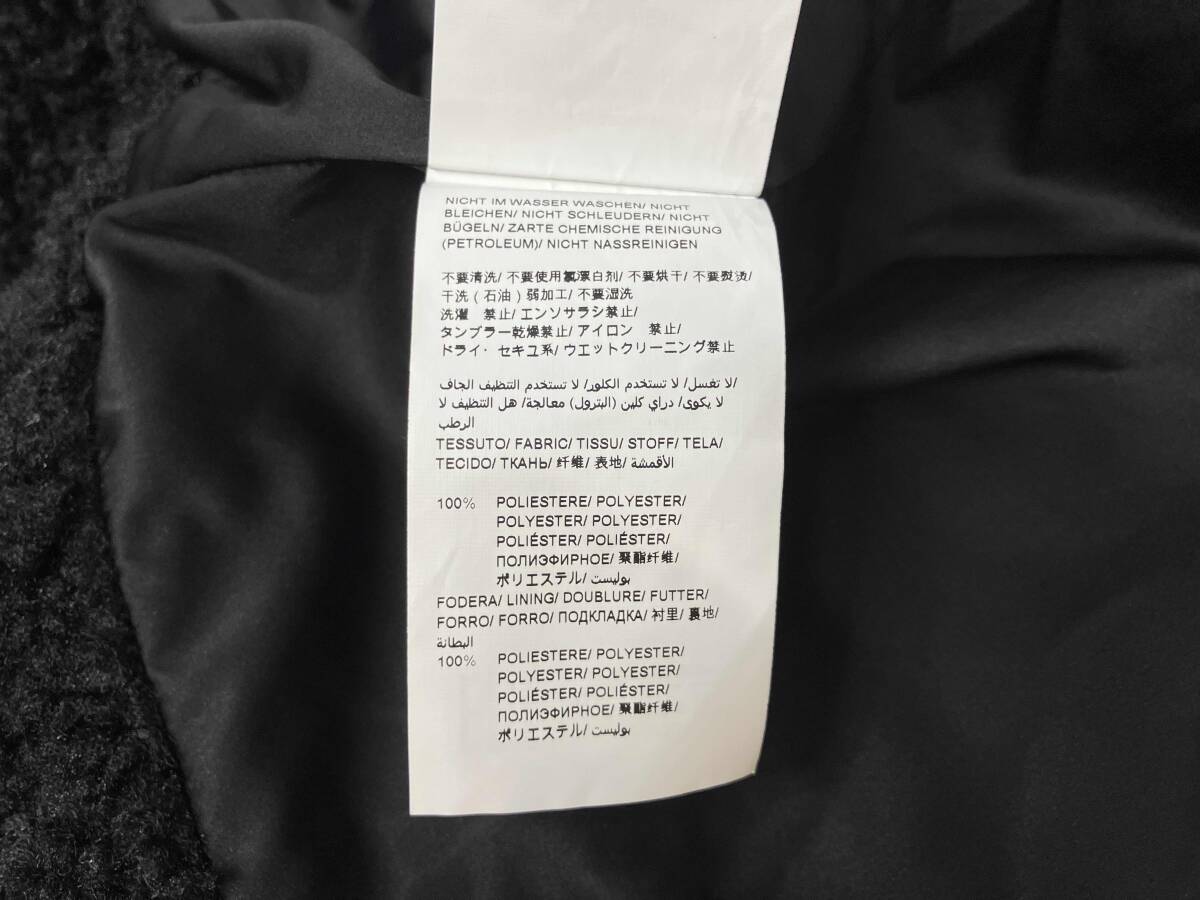 NICHT IM WASSER WASCHEN/ NICHT
BLEICHEN/ NICHT SCHLEUDERN/ NICHT
BÜGELN/ ZARTE CHEMISCHE REINIGUNG
(PETROLEUM)/ NICHT NASSREINIGEN
不要清洗/ 不要使用氯漂白剂/ 不要烘干/ 不要熨烫/
干洗 ( 石油 ) 弱加工/ 不要湿洗
洗濯　禁止/ エンソサラシ禁止/
タンブラー乾燥禁止/ アイロン　禁止/
ドライ・ セキユ系/ ウエットクリーニング禁止
لا تغسل/ لا تستخدم الكلور/ لا تستخدم التنظيف الجاف/
لا يكوى/ دراي كلين (البترول) معالجة/ هل التنظيف لا
الرطب
TESSUTO/ FABRIC/ TISSU/ STOFF/ TELA/
TECIDO/ ТКАНЬ/ 纤维/ 表地/ الأقمشة
100% POLIESTERE/ POLYESTER/
POLYESTER/ POLYESTER/
POLIÉSTER/ POLIÉSTER/
ПОЛИЭФИРНОЕ/ 聚酯纤维/
ポリエステル/ بوليست
FODERA/ LINING/ DOUBLURE/ FUTTER/
FORRO/ FORRO/ ПОДКЛАДКА/ 衬里/ 裏地/
البطانة
100% POLIESTERE/ POLYESTER/
POLYESTER/ POLYESTER/
POLIÉSTER/ POLIÉSTER/
ПОЛИЭФИРНОЕ/ 聚酯纤维/
ポリエステル/ بوليست